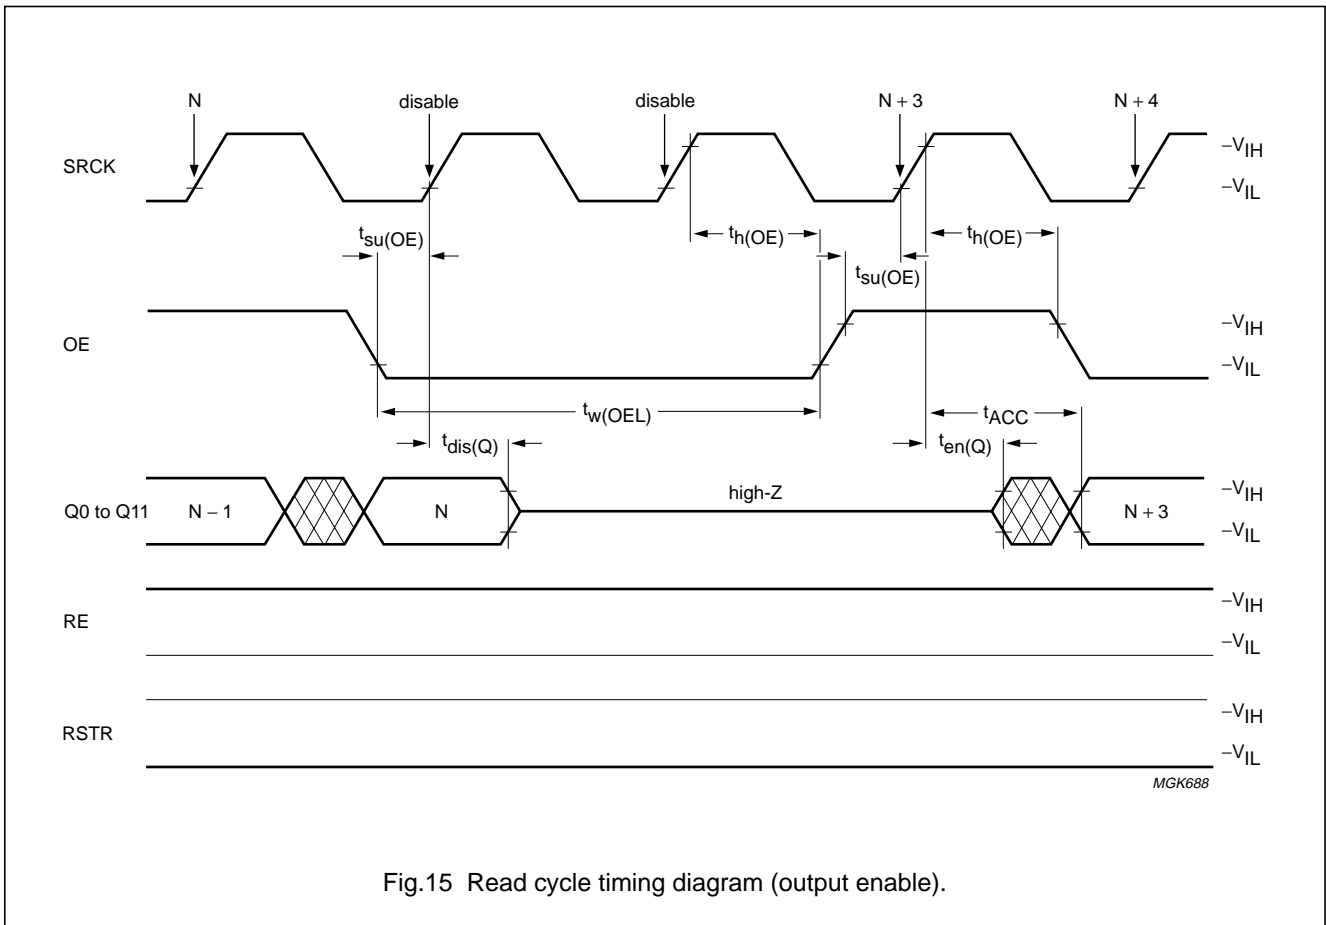 N disable disable N + 3 N + 4
SRCK
–VIH
–VIL
tsu(OE) th(OE) th(OE)
tsu(OE)
OE
–VIH
–VIL
tw(OEL) tACC
tdis(Q) ten(Q)
Q0 to Q11 N – 1 N high-Z N + 3
–VIH
–VIL
RE
–VIH
–VIL
RSTR
–VIH
–VIL
MGK688
Fig.15 Read cycle timing diagram (output enable).